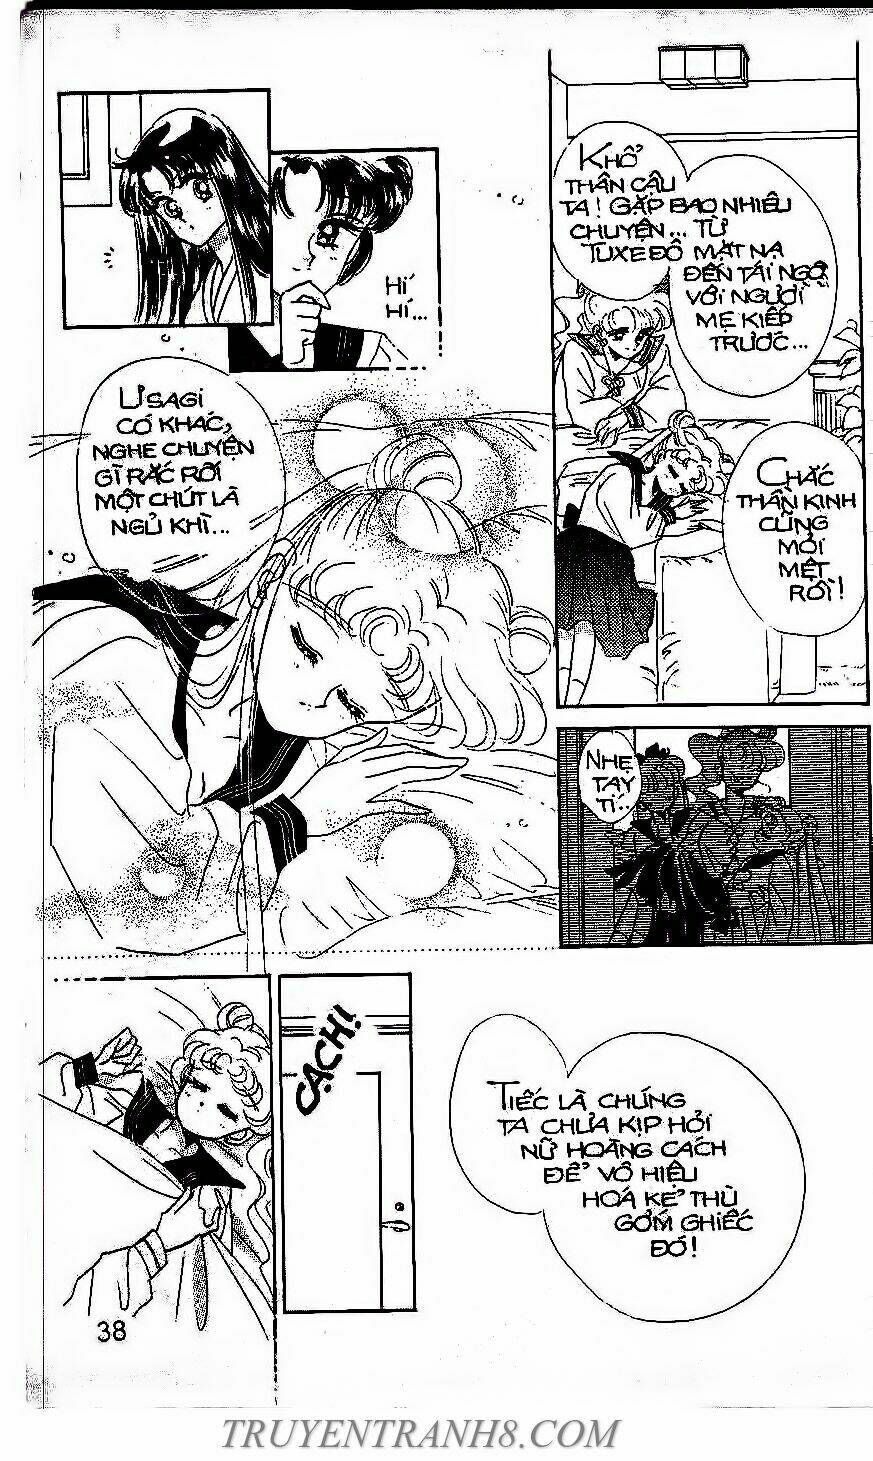 KHỔ
THÂN CẬU
TA! GẶP BAO NHIÊU
CHUYỆN... TỪ
TUXEĐÔ MẶT NẠ
ĐẾN TÁI NGỘ
VỚI NGƯỜI
MẸ KIẾP
TRƯỚC...
CHẮC
THẦN KINH
CŨNG
MỎI
MỆT
RỒI!
HÍ
HÍ...
USAGI
CÓ KHÁC,
NGHE CHUYỆN
GÌ RẮC RỐI
MỘT CHÚT LÀ
NGỦ KHÌ...
NHẸ
TAY
TÍ...
CẠCH!
TIẾC LÀ CHÚNG
TA CHƯA KỊP HỎI
NỮ HOÀNG CÁCH
ĐỂ VÔ HIỆU
HOÁ KẺ THÙ
GỚM GHIẾC
ĐÓ!
38
TRUYENTRANH8.COM